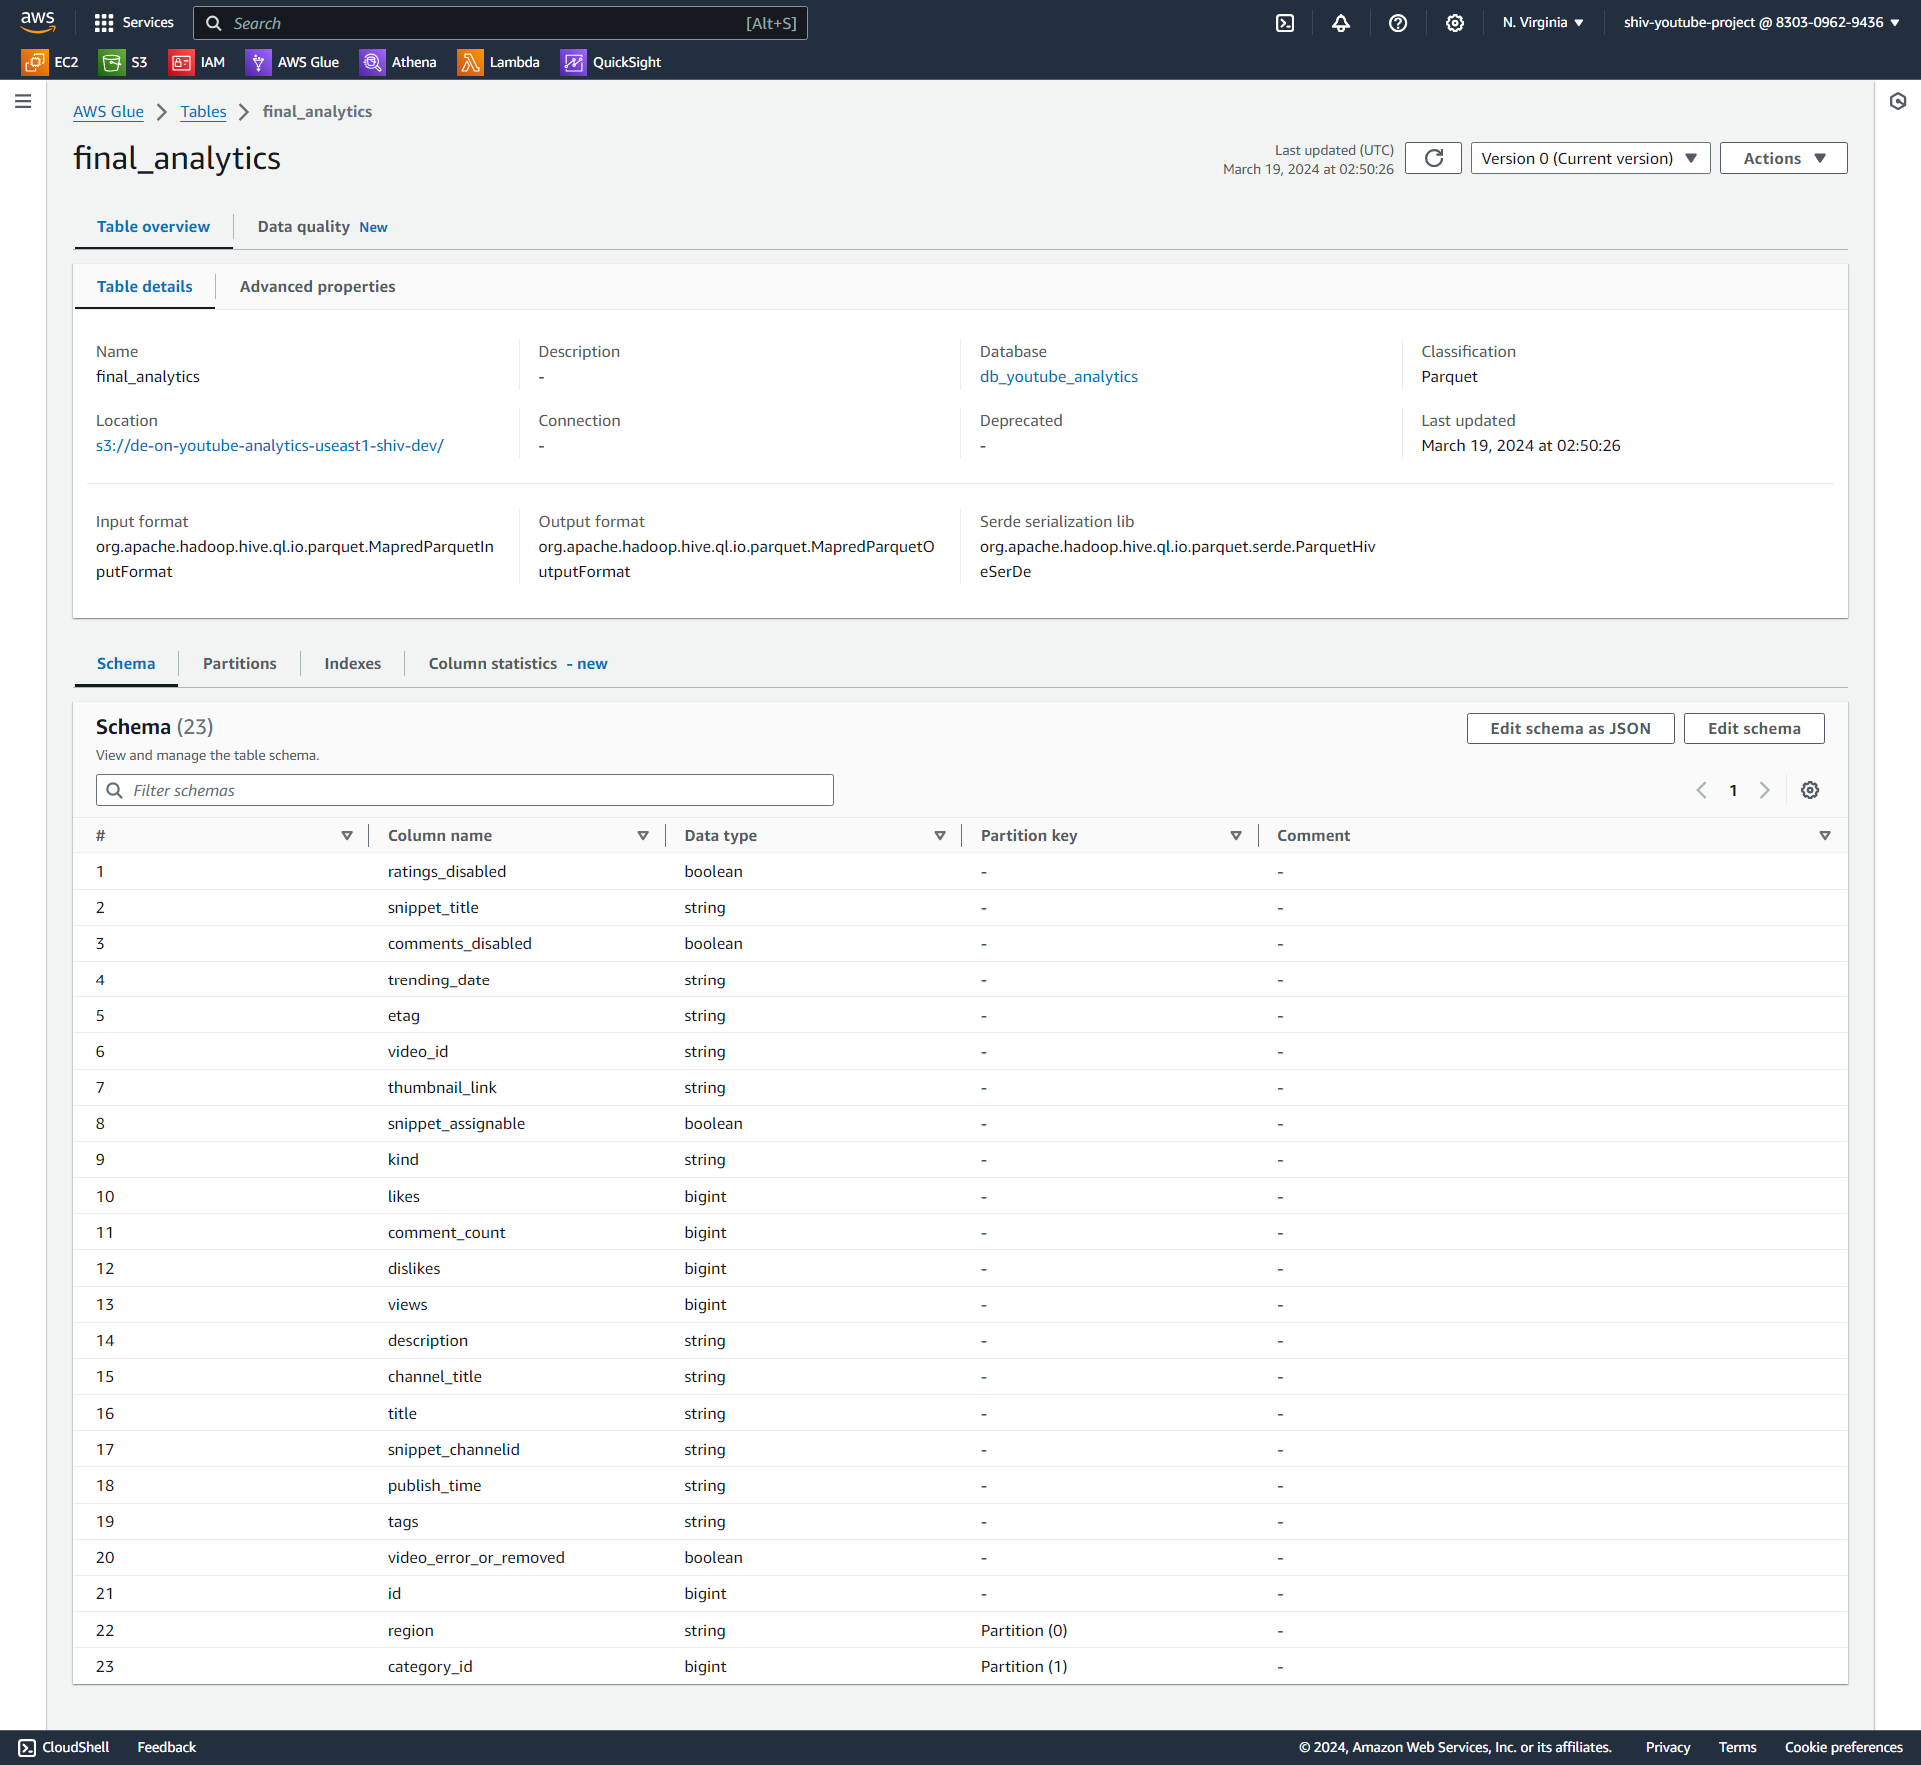 aws Services Search [Alt+S] N. Virginia ▼ shiv-youtube-project @ 8303-0962-9436 ▼
EC2 S3 IAM AWS Glue Athena Lambda QuickSight
AWS Glue > Tables > final_analytics
final_analytics
Last updated (UTC)
March 19, 2024 at 02:50:26
Version 0 (Current version) ▼ Actions ▼
Table overview Data quality New
Table details Advanced properties
Name Description Database Classification
final_analytics - db_youtube_analytics Parquet
Location Connection Deprecated Last updated
s3://de-on-youtube-analytics-useast1-shiv-dev/ - - March 19, 2024 at 02:50:26
Input format Output format Serde serialization lib
org.apache.hadoop.hive.ql.io.parquet.MapredParquetIn org.apache.hadoop.hive.ql.io.parquet.MapredParquetO org.apache.hadoop.hive.ql.io.parquet.serde.ParquetHiv
putFormat utputFormat eSerDe
Schema Partitions Indexes Column statistics - new
Schema (23) Edit schema as JSON Edit schema
View and manage the table schema.
Filter schemas < 1 >
# Column name Data type Partition key Comment
1 ratings_disabled boolean - -
2 snippet_title string - -
3 comments_disabled boolean - -
4 trending_date string - -
5 etag string - -
6 video_id string - -
7 thumbnail_link string - -
8 snippet_assignable boolean - -
9 kind string - -
10 likes bigint - -
11 comment_count bigint - -
12 dislikes bigint - -
13 views bigint - -
14 description string - -
15 channel_title string - -
16 title string - -
17 snippet_channelid string - -
18 publish_time string - -
19 tags string - -
20 video_error_or_removed boolean - -
21 id bigint - -
22 region string Partition (0) -
23 category_id bigint Partition (1) -
CloudShell Feedback © 2024, Amazon Web Services, Inc. or its affiliates. Privacy Terms Cookie preferences